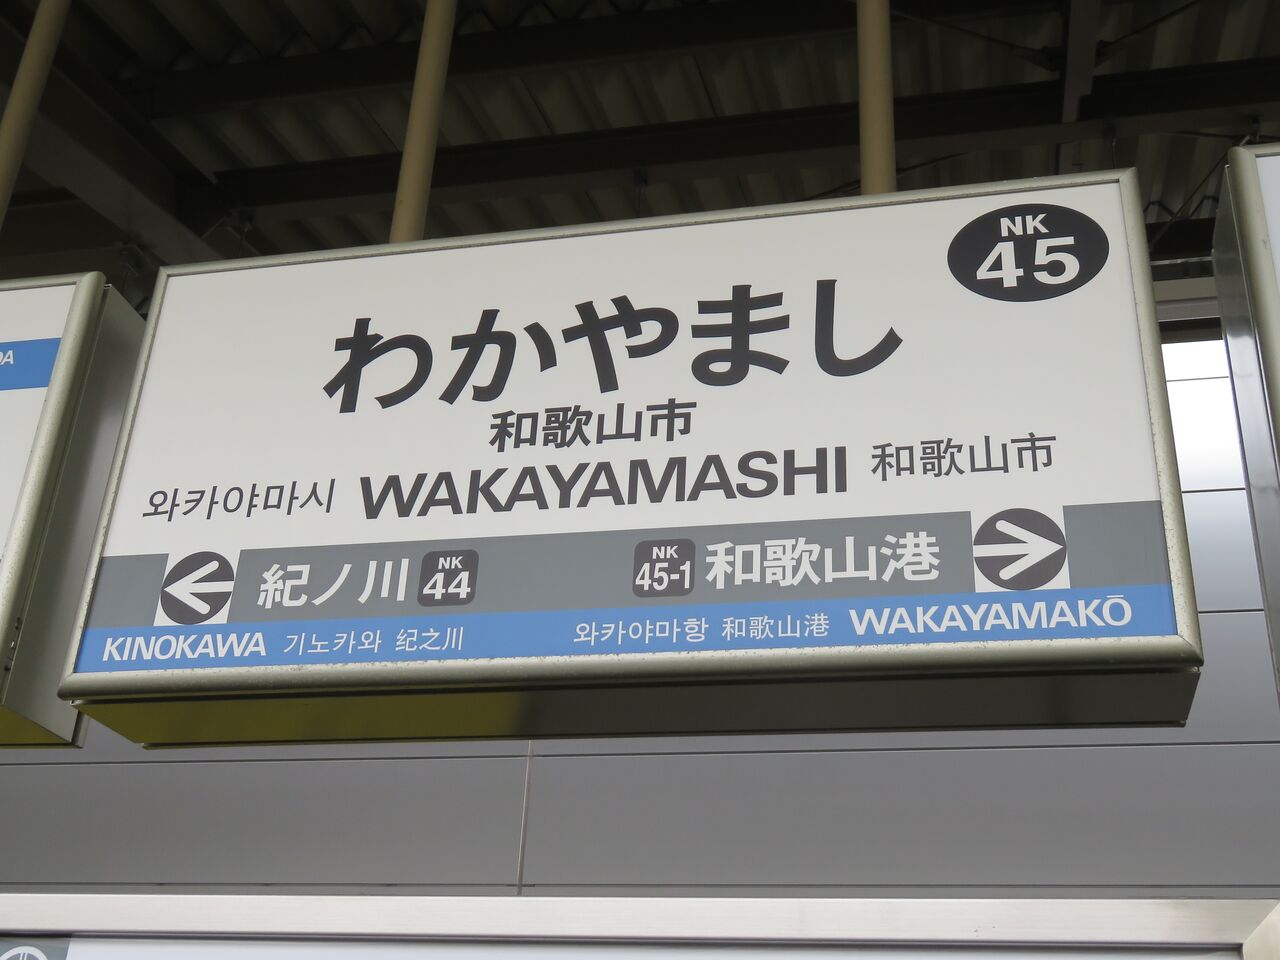 NK
45
わかやまし
和歌山市
와카야마시 WAKAYAMASHI 和歌山市
紀ノ川 NK 44
NK 45-1 和歌山港
KINOKAWA 기노카와 纪之川
와카야마항 和歌山港 WAKAYAMAKŌ
DA